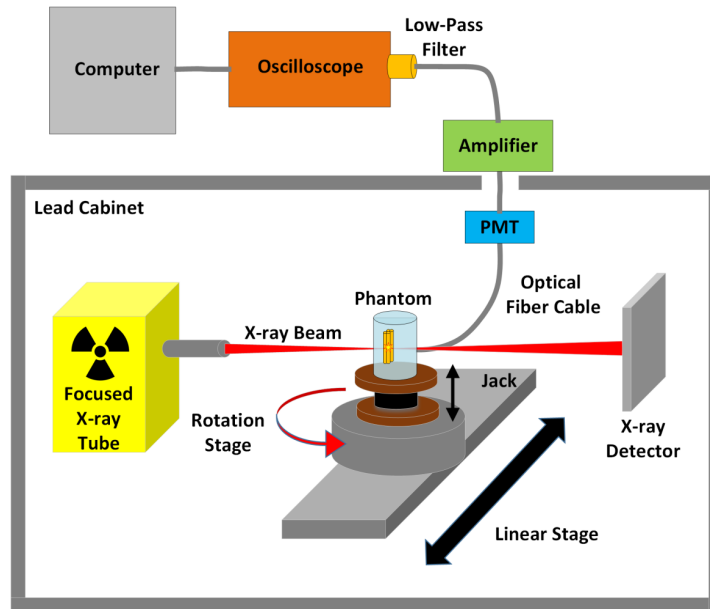 Low-Pass
Filter
Computer
Oscilloscope
Amplifier
Lead Cabinet
PMT
Optical
Fiber Cable
Phantom
X-ray Beam
Focused
X-ray
Tube
Rotation
Stage
Jack
X-ray
Detector
Linear Stage